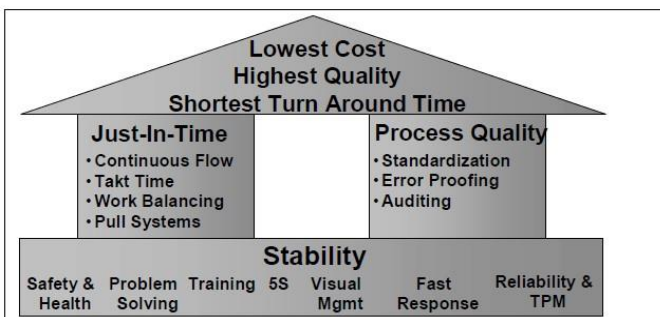 Lowest Cost
Highest Quality
Shortest Turn Around Time
Just-In-Time
• Continuous Flow
• Takt Time
• Work Balancing
• Pull Systems
Process Quality
• Standardization
• Error Proofing
• Auditing
Stability
Safety & Health
Problem Solving
Training
5S
Visual Mgmt
Fast Response
Reliability & TPM